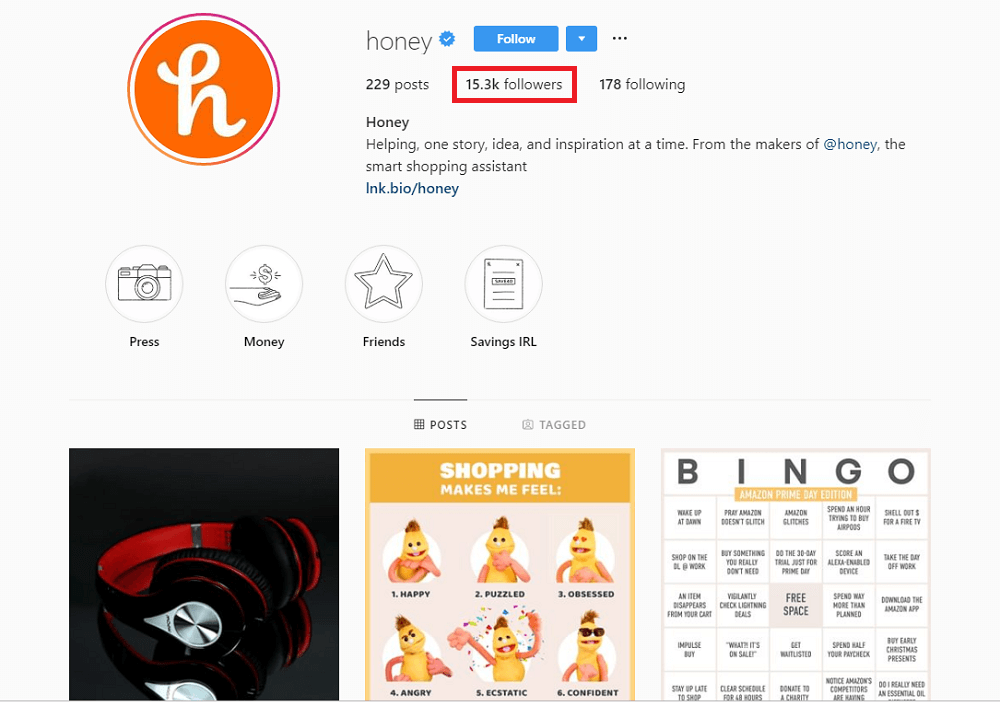 h
honey Follow ...
229 posts 15.3k followers 178 following
Honey
Helping, one story, idea, and inspiration at a time. From the makers of @honey, the
smart shopping assistant
lnk.bio/honey
$
SAVINGS
Press Money Friends Savings IRL
POSTS TAGGED
SHOPPING
MAKES ME FEEL:
1. HAPPY 2. PUZZLED 3. OBSESSED
4. ANGRY 5. ECSTATIC 6. CONFIDENT
BINGO
AMAZON PRIME DAY EDITION
WAKE UP
AT DAWN
PRAY AMAZON
DOESN'T GLITCH
AMAZON
GLITCHES
SPEND AN HOUR
TRYING TO BUY
AIRPODS
SHELL OUT $
FOR A FIRE TV
SHOP ON THE
DL @ WORK
BUY SOMETHING
YOU REALLY
DON'T NEED
DO THE 30-DAY
TRIAL JUST FOR
PRIME DAY
SCORE AN
ALEXA-ENABLED
DEVICE
TAKE THE DAY
OFF WORK
AN ITEM
DISAPPEARS
FROM YOUR CART
VIGILANTLY
CHECK LIGHTNING
DEALS
FREE
SPACE
SPEND WAY
MORE THAN
PLANNED
DOWNLOAD THE
AMAZON APP
IMPULSE
BUY
"WHAT?! IT'S
ON SALE!"
GET
WAITLISTED
SPEND HALF
YOUR PAYCHECK
BUY EARLY
CHRISTMAS
PRESENTS
STAY UP LATE
TO SHOP
CLEAR SCHEDULE
FOR 48 HOURS
DONATE TO
A CHARITY
NOTICE AMAZON'S
COMPETITORS
ARE HAVING
DO I REALLY NEED
AN ESSENTIAL OIL